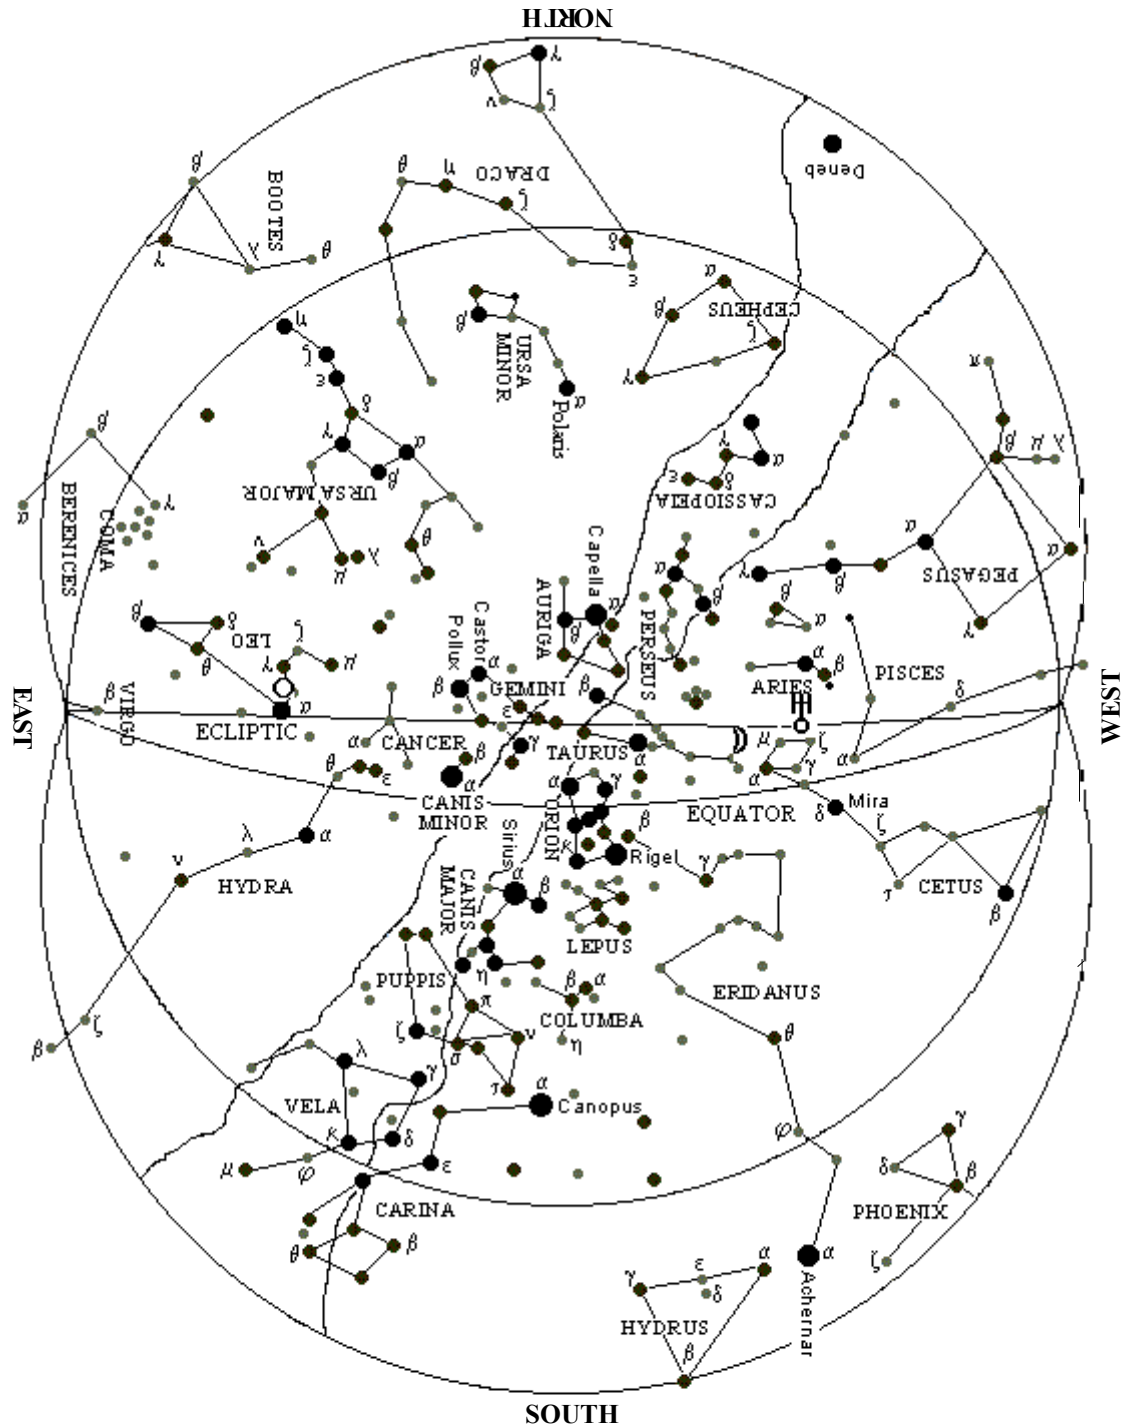 NORTH
γ
β
ν
ξ
Deneb
DRACO
β
θ
η
ζ
BOOTES
δ
ε
γ
λ
θ
α
CEPHEUS
β
ζ
γ
β
URSA
MINOR
α
Polaris
η
ζ
ε
δ
γ
α
β
URSA MAJOR
π
β
μ
λ
γ
α
ε
δ
CASSIOPEIA
β
γ
α
COMA
BERENICES
ν
μ
λ
θ
Capella
α
α
PEGASUS
γ
β
γ
α
β
AURIGA
α
β
PERSEUS
β
α
β
δ
LEO
θ
ζ
γ
μ
α
Castor
Pollux
α
β
GEMINI
ε
β
α
β
ARIES
PISCES
δ
α
EAST
WEST
β
VIRGO
ECLIPTIC
α
CANCER
γ
TAURUS
α
μ
ξ
γ
α
θ
ε
β
α
CANIS
MINOR
α
γ
ORION
κ
β
EQUATOR
δ
Mira
ζ
τ
CETUS
β
α
λ
ν
HYDRA
Sirius
α
β
Rigel
γ
CANIS
MAJOR
η
LEPUS
PUPPIS
π
β
α
COLUMBA
η
ERIDANUS
θ
ζ
β
ζ
σ
ν
τ
λ
γ
VELA
κ
δ
μ
φ
ε
α
Canopus
φ
γ
δ
β
PHOENIX
ζ
CARINA
θ
β
α
Achernar
γ
ε
δ
α
HYDRUS
β
SOUTH